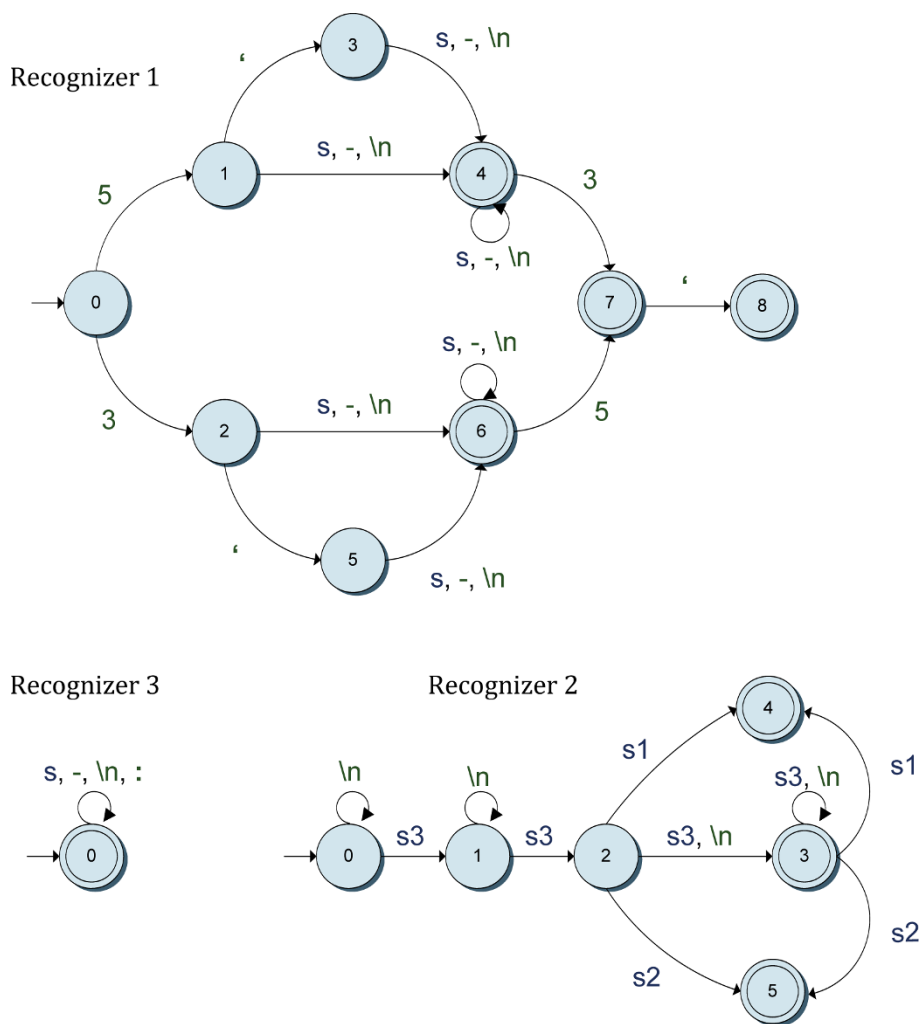 3
s, -, \n
‘
Recognizer 1
s, -, \n
1
4
5
3
s, -, \n
0
7
‘
8
s, -, \n
3
s, -, \n
5
2
6
‘
5
s, -, \n
Recognizer 3
Recognizer 2
4
s1
s1
s, -, \n, :
\n
\n
s3, \n
0
0
s3
1
s3
2
s3, \n
3
s2
s2
5